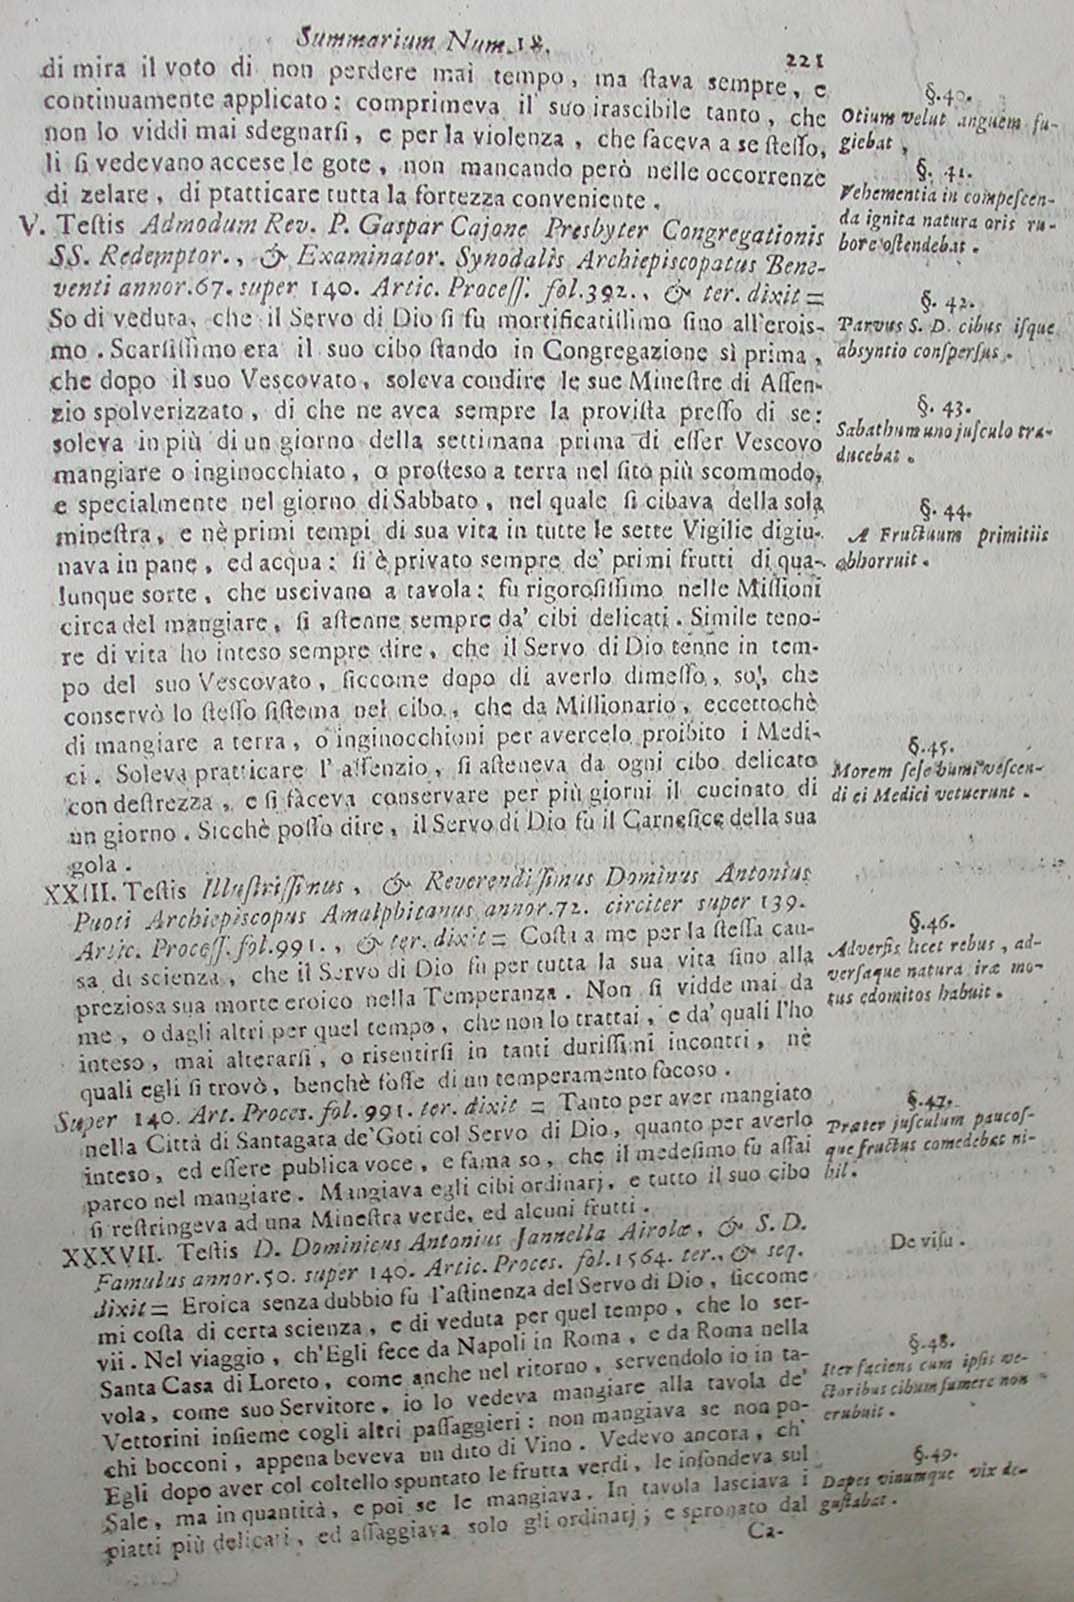 Summarium Num. 18.
221
di mira il voto di non perdere mai tempo, ma ſtava sempre, e
continuamente applicato: comprimeva il suo irascibile tanto, che
non lo viddi mai sdegnarſi, e per la violenza, che faceva a se ſteſſo,
li ſi vedevano accese le gote, non mancando però nelle occorrenze
di zelare, di ptatticare tutta la fortezza conveniente.
§. 40.
Otium velut anguem fu-
giebat,
§. 41.
Vehementia in compeſcen-
da ignita natura oris ru-
bore oſtendebat.
V. Teſtis Admodum Rev. P. Gaspar Cajone Presbyter Congregationis
SS. Redemptor., & Examinator. Synodalis Archiepiscopatus Bene-
venti annor. 67. super 140. Artic. Proceſſ. fol. 392., & ter. dixit =
So di veduta, che il Servo di Dio ſi fu mortificatiſſimo ſino all'erois-
mo. Scarſiſſimo era il suo cibo ſtando in Congregazione sì prima,
che dopo il suo Vescovato, soleva condire le sue Mineſtre di Aſſen-
zio spolverizzato, di che ne avea sempre la proviſta preſſo di se:
soleva in più di un giorno della settimana prima di eſſer Vescovo
mangiare o inginocchiato, o proſteso a terra nel ſito più scommodo,
e specialmente nel giorno di Sabbato, nel quale ſi cibava della sola
mineſtra, e nè primi tempi di sua vita in tutte le sette Vigilie digiu-
nava in pane, ed acqua: ſi è privato sempre de' primi frutti di qua-
lunque sorte, che uscivano a tavola: fu rigoroſiſſimo nelle Miſſioni
circa del mangiare, ſi aſtenne sempre da' cibi delicati. Simile teno-
re di vita ho inteso sempre dire, che il Servo di Dio tenne in tem-
po del suo Vescovato, ſiccome dopo di averlo dimeſſo, so, che
conservò lo ſteſſo ſiſtema nel cibo, che da Miſſionario, eccettochè
di mangiare a terra, o inginocchioni per avercelo proibito i Medi-
ci. Soleva pratticare l'aſſenzio, ſi aſteneva da ogni cibo delicato
con deſtrezza, e ſi faceva conservare per più giorni il cucinato di
un giorno. Sicchè poſſo dire, il Servo di Dio fu il Carnefice della sua
gola.
§. 42.
Parvus S. D. cibus iſque
absyntio conſperſus.
§. 43.
Sabathum uno juſculo tra-
ducebat.
§. 44.
A Fructuum primitiis
abhorruit.
§. 45.
Morem ſeſe humi veſcen-
di ei Medici vetuerunt.
XXIII. Teſtis Illuſtriſſimus, & Reverendiſſimus Dominus Antonius
Puoti Archiepiscopus Amalphitanus annor. 72. circiter super 139.
Artic. Proceſſ. fol. 991., & ter. dixit = Coſta a me per la ſteſſa cau-
sa di scienza, che il Servo di Dio fu per tutta la sua vita ſino alla
preziosa sua morte eroico nella Temperanza. Non ſi vidde mai da
me, o dagli altri per quel tempo, che non lo trattai, e da' quali l'ho
inteso, mai alterarſi, o risentirſi in tanti duriſſimi incontri, nè
quali egli ſi trovò, benchè foſſe di un temperamento focoso.
§. 46.
Adverſis licet rebus, ad-
verſaque natura iræ mo-
tus edomitos habuit.
Super 140. Art. Proces. fol. 991. ter. dixit = Tanto per aver mangiato
nella Città di Santagata de' Goti col Servo di Dio, quanto per averlo
inteso, ed eſſere publica voce, e fama so, che il medeſimo fu aſſai
parco nel mangiare. Mangiava egli cibi ordinarj, e tutto il suo cibo
ſi reſtringeva ad una Mineſtra verde, ed alcuni frutti.
§. 47.
Præter juſculum paucoſ-
que fructus comedebat ni-
hil.
XXXVII. Teſtis D. Dominicus Antonius Jannella Airolæ, & S. D.
Famulus annor. 50. super 140. Artic. Proces. fol. 1564. ter., & seq.
dixit = Eroica senza dubbio fu l'aſtinenza del Servo di Dio, ſiccome
mi coſta di certa scienza, e di veduta per quel tempo, che lo ser-
vii. Nel viaggio, ch'Egli fece da Napoli in Roma, e da Roma nella
Santa Casa di Loreto, come anche nel ritorno, servendolo io in ta-
vola, come suo Servitore, io lo vedeva mangiare alla tavola de'
Vettorini inſieme cogli altri paſſaggieri: non mangiava se non po-
chi bocconi, appena beveva un dito di Vino. Vedevo ancora, ch'
Egli dopo aver col coltello spuntato le frutta verdi, le infondeva sul
Sale, ma in quantità, e poi se le mangiava. In tavola lasciava i
piatti più delicati, ed aſſaggiava solo gli ordinarj; e spronato dal
De viſu.
§. 48.
Iter faciens cum ipſis ve-
ctoribus cibum ſumere non
erubuit.
§. 49.
Dapes vinumque vix de-
guſtabat.
Ca-